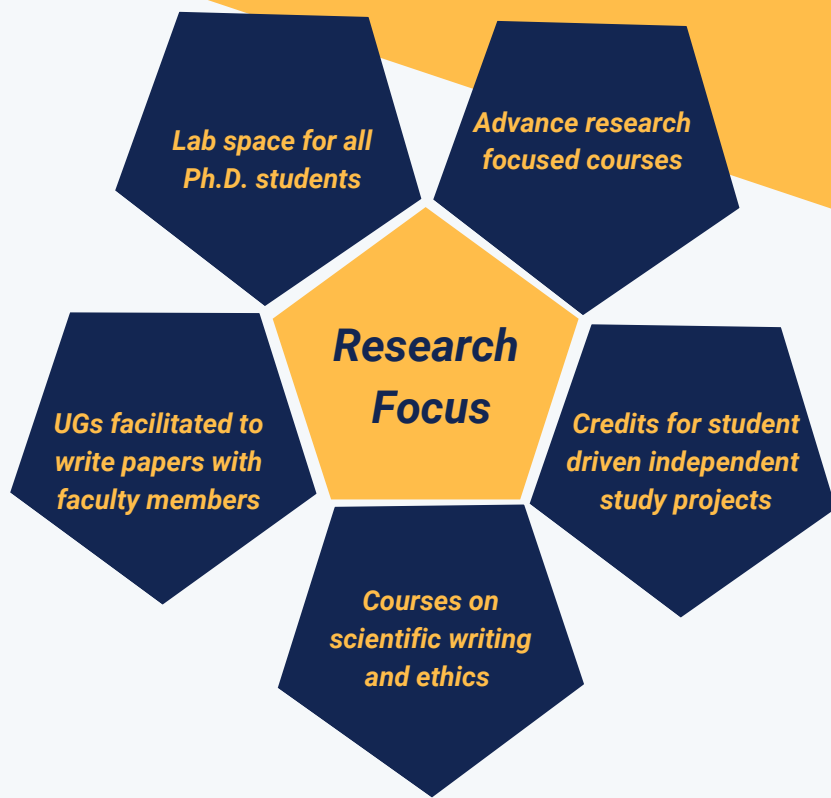 Lab space for all
Ph.D. students
Advance research
focused courses
Research
Focus
UGs facilitated to
write papers with
faculty members
Credits for student
driven independent
study projects
Courses on
scientific writing
and ethics